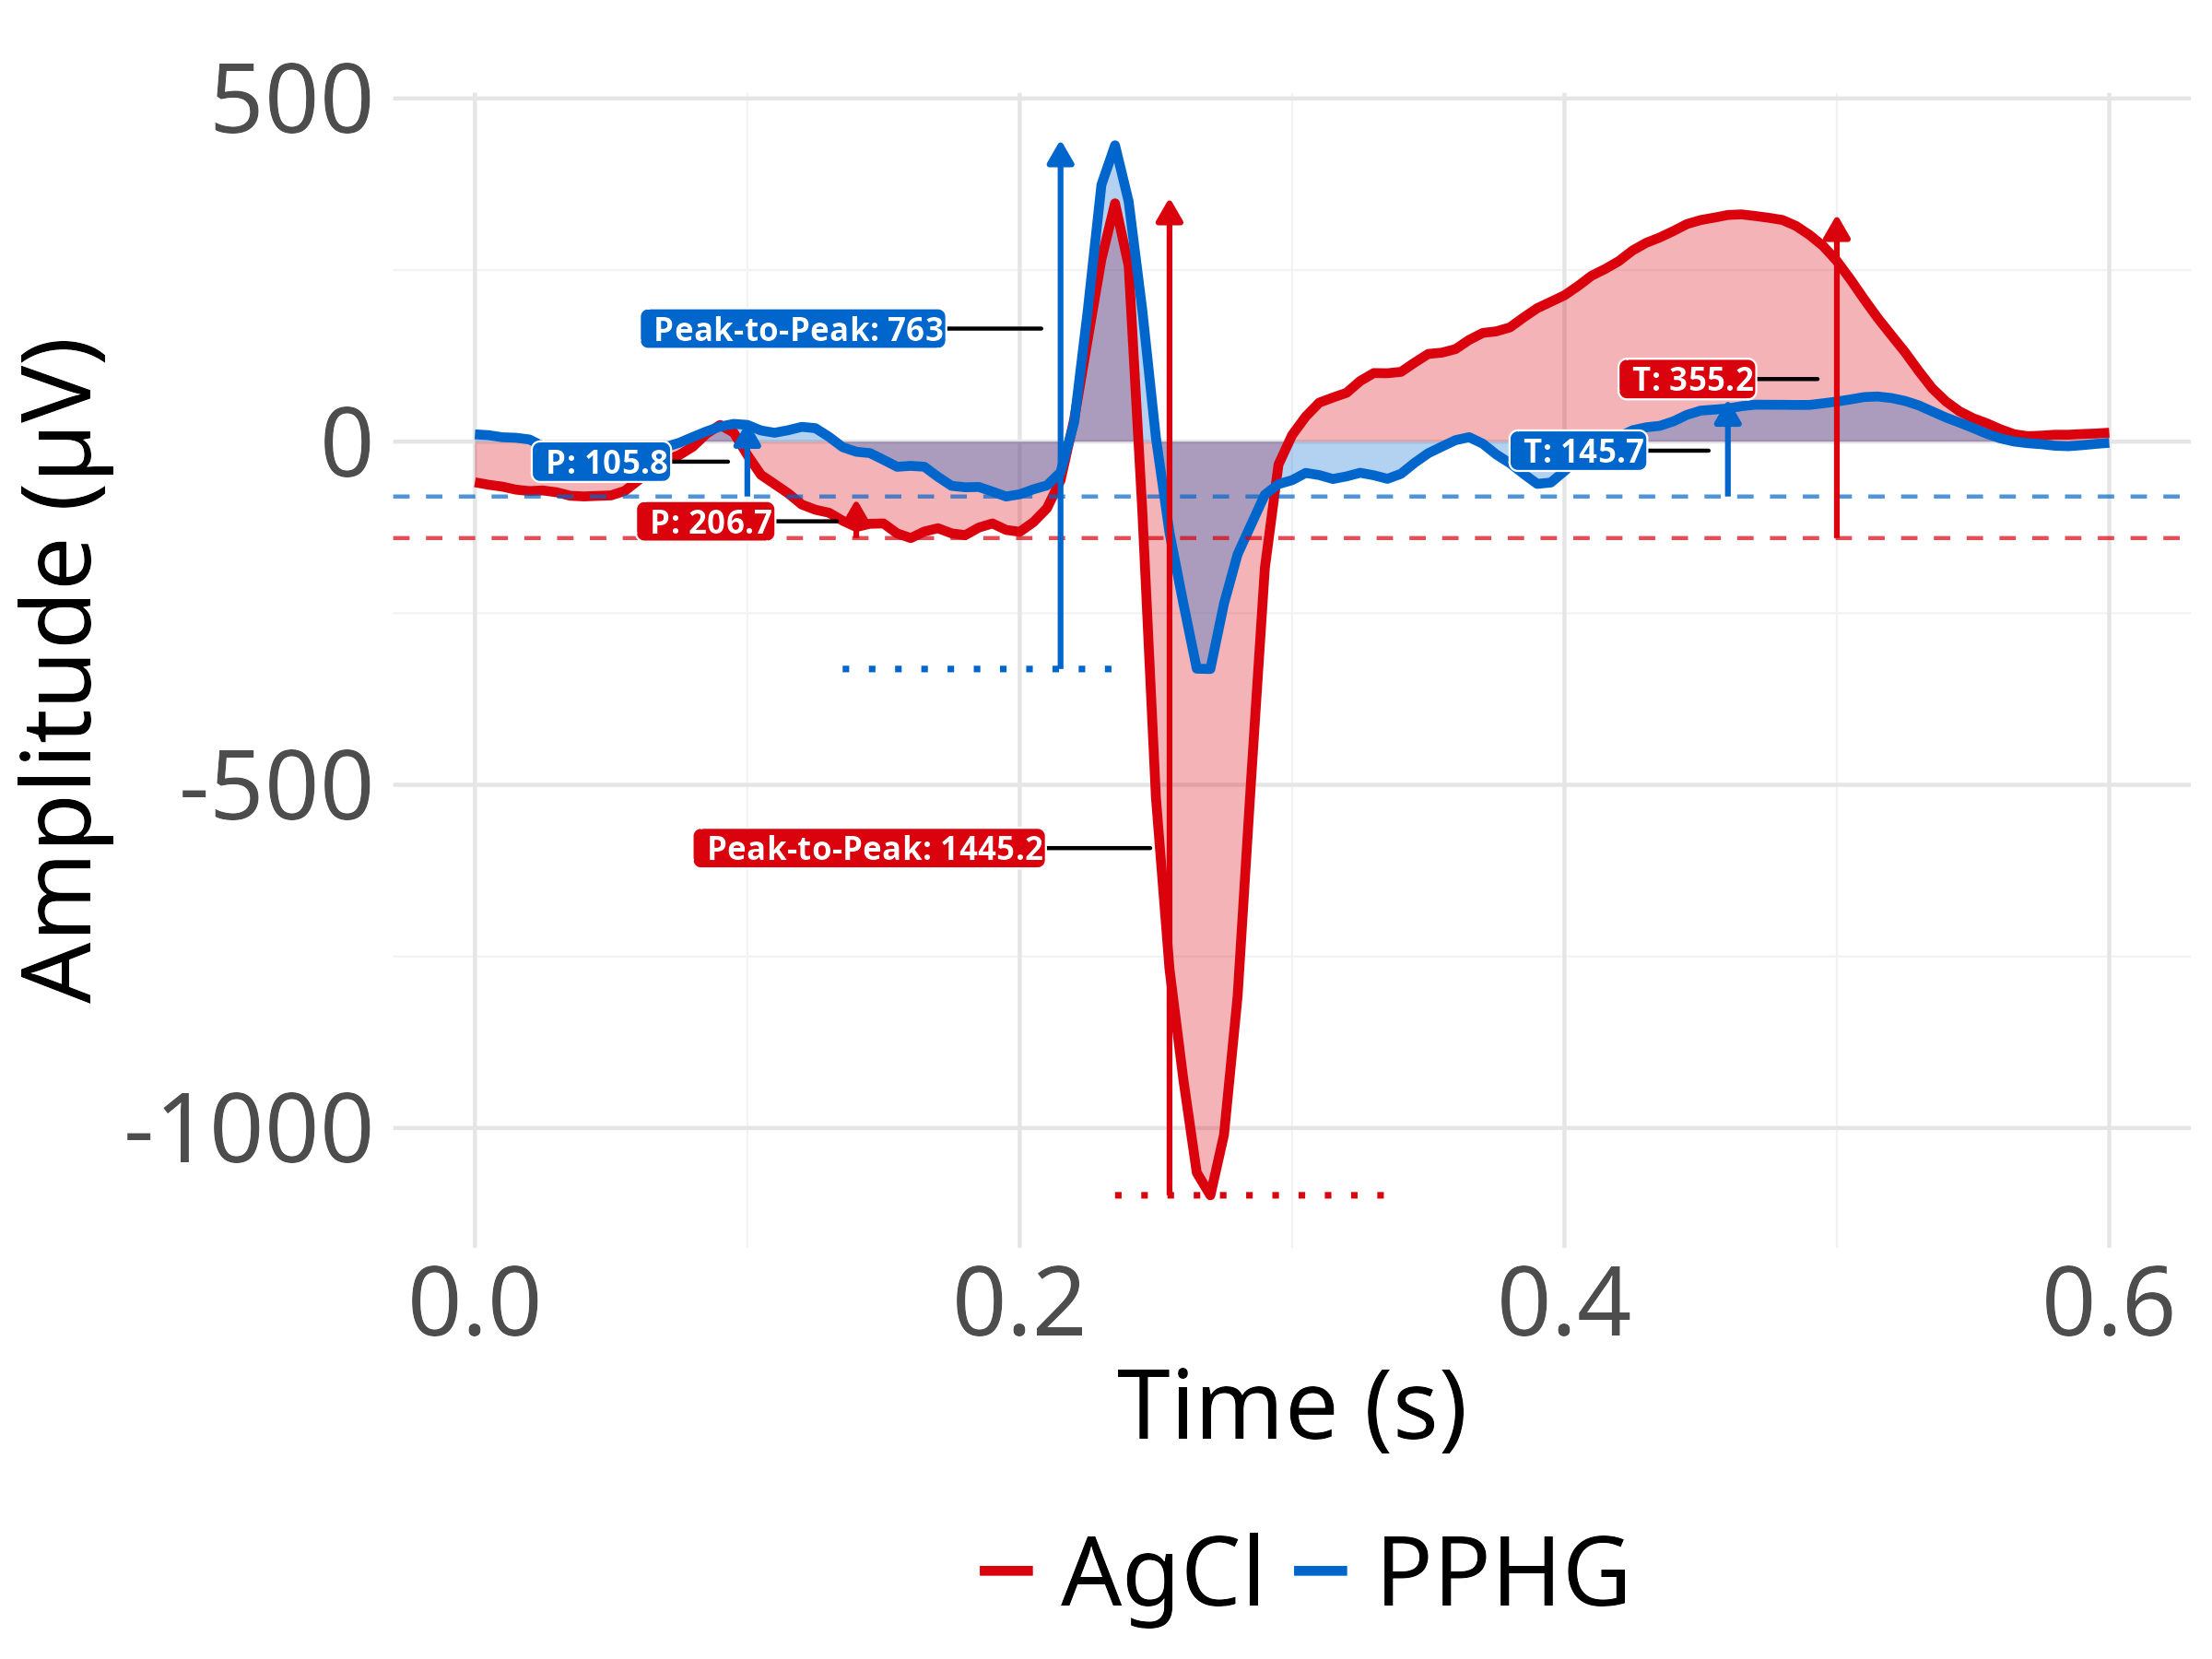 500
0
-500
-1000
Amplitude (µV)
Peak-to-Peak: 763
T: 355.2
T: 145.7
P: 105.8
P: 206.7
Peak-to-Peak: 1445.2
0.0 0.2 0.4 0.6
Time (s)
AgCl PPHG